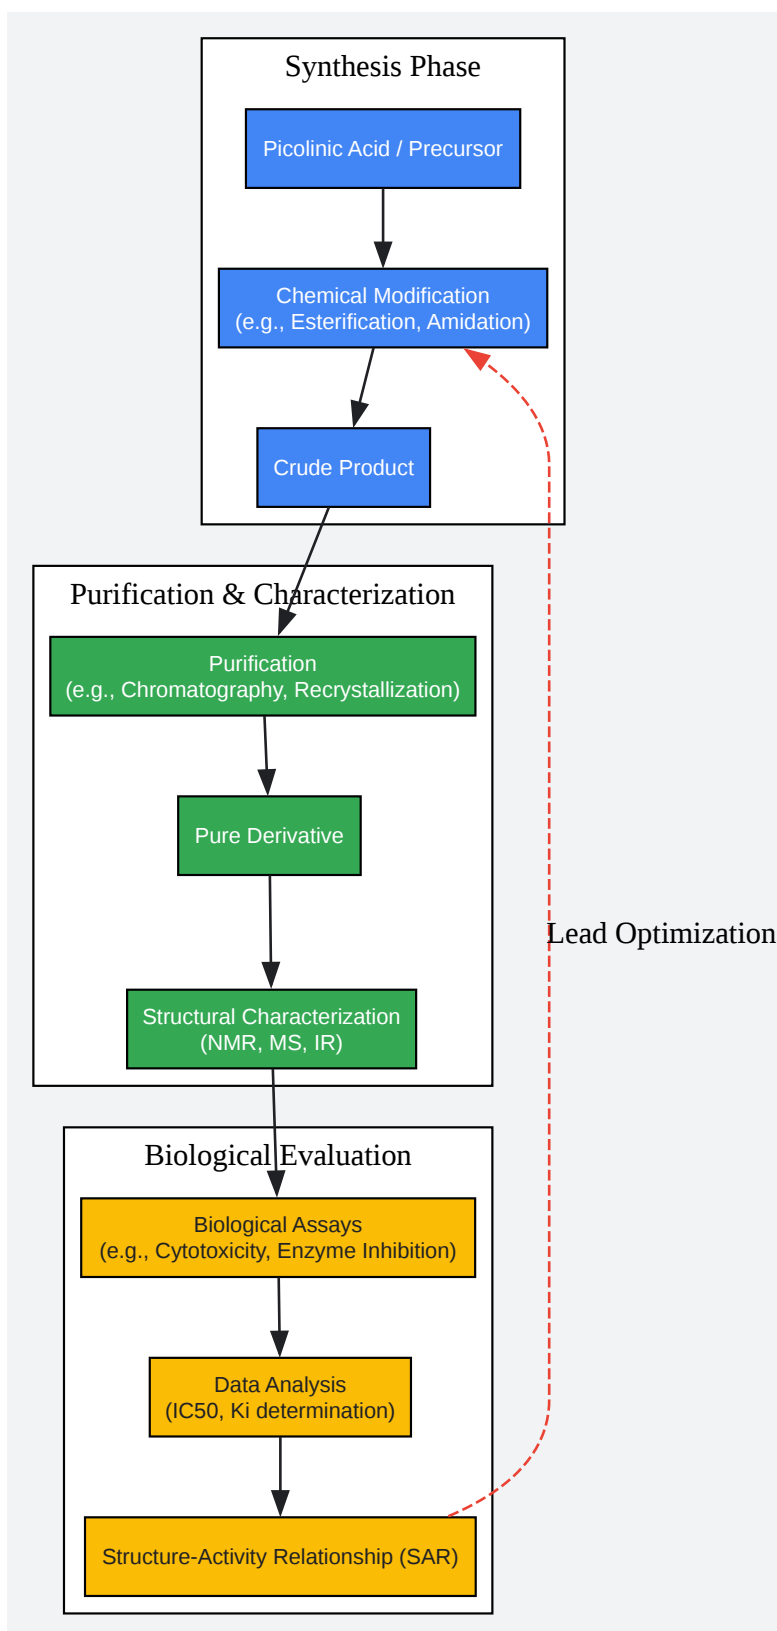 Synthesis Phase
Picolinic Acid / Precursor
Chemical Modification
(e.g., Esterification, Amidation)
Crude Product
Purification & Characterization
Purification
(e.g., Chromatography, Recrystallization)
Pure Derivative
Lead Optimization
Structural Characterization
(NMR, MS, IR)
Biological Evaluation
Biological Assays
(e.g., Cytotoxicity, Enzyme Inhibition)
Data Analysis
(IC50, Ki determination)
Structure-Activity Relationship (SAR)